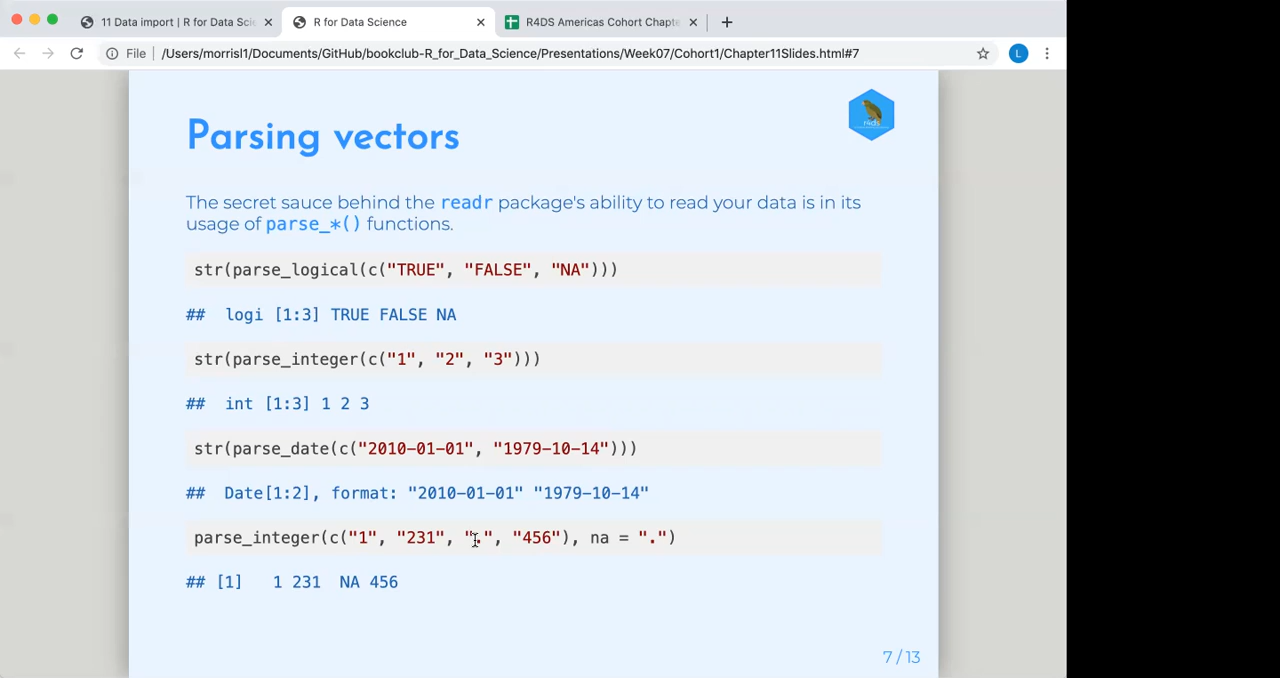 11 Data import | R for Data Scie
R for Data Science
R4DS Americas Cohort Chapte
File
/Users/morrisl1/Documents/GitHub/bookclub-R_for_Data_Science/Presentations/Week07/Cohort1/Chapter11Slides.html#7
L
Parsing vectors
r4ds
The secret sauce behind the readr package's ability to read your data is in its
usage of parse_*() functions.
str(parse_logical(c("TRUE", "FALSE", "NA")))
## logi [1:3] TRUE FALSE NA
str(parse_integer(c("1", "2", "3")))
## int [1:3] 1 2 3
str(parse_date(c("2010-01-01", "1979-10-14")))
## Date[1:2], format: "2010-01-01" "1979-10-14"
parse_integer(c("1", "231", ".", "456"), na = ".")
## [1] 1 231 NA 456
7 / 13